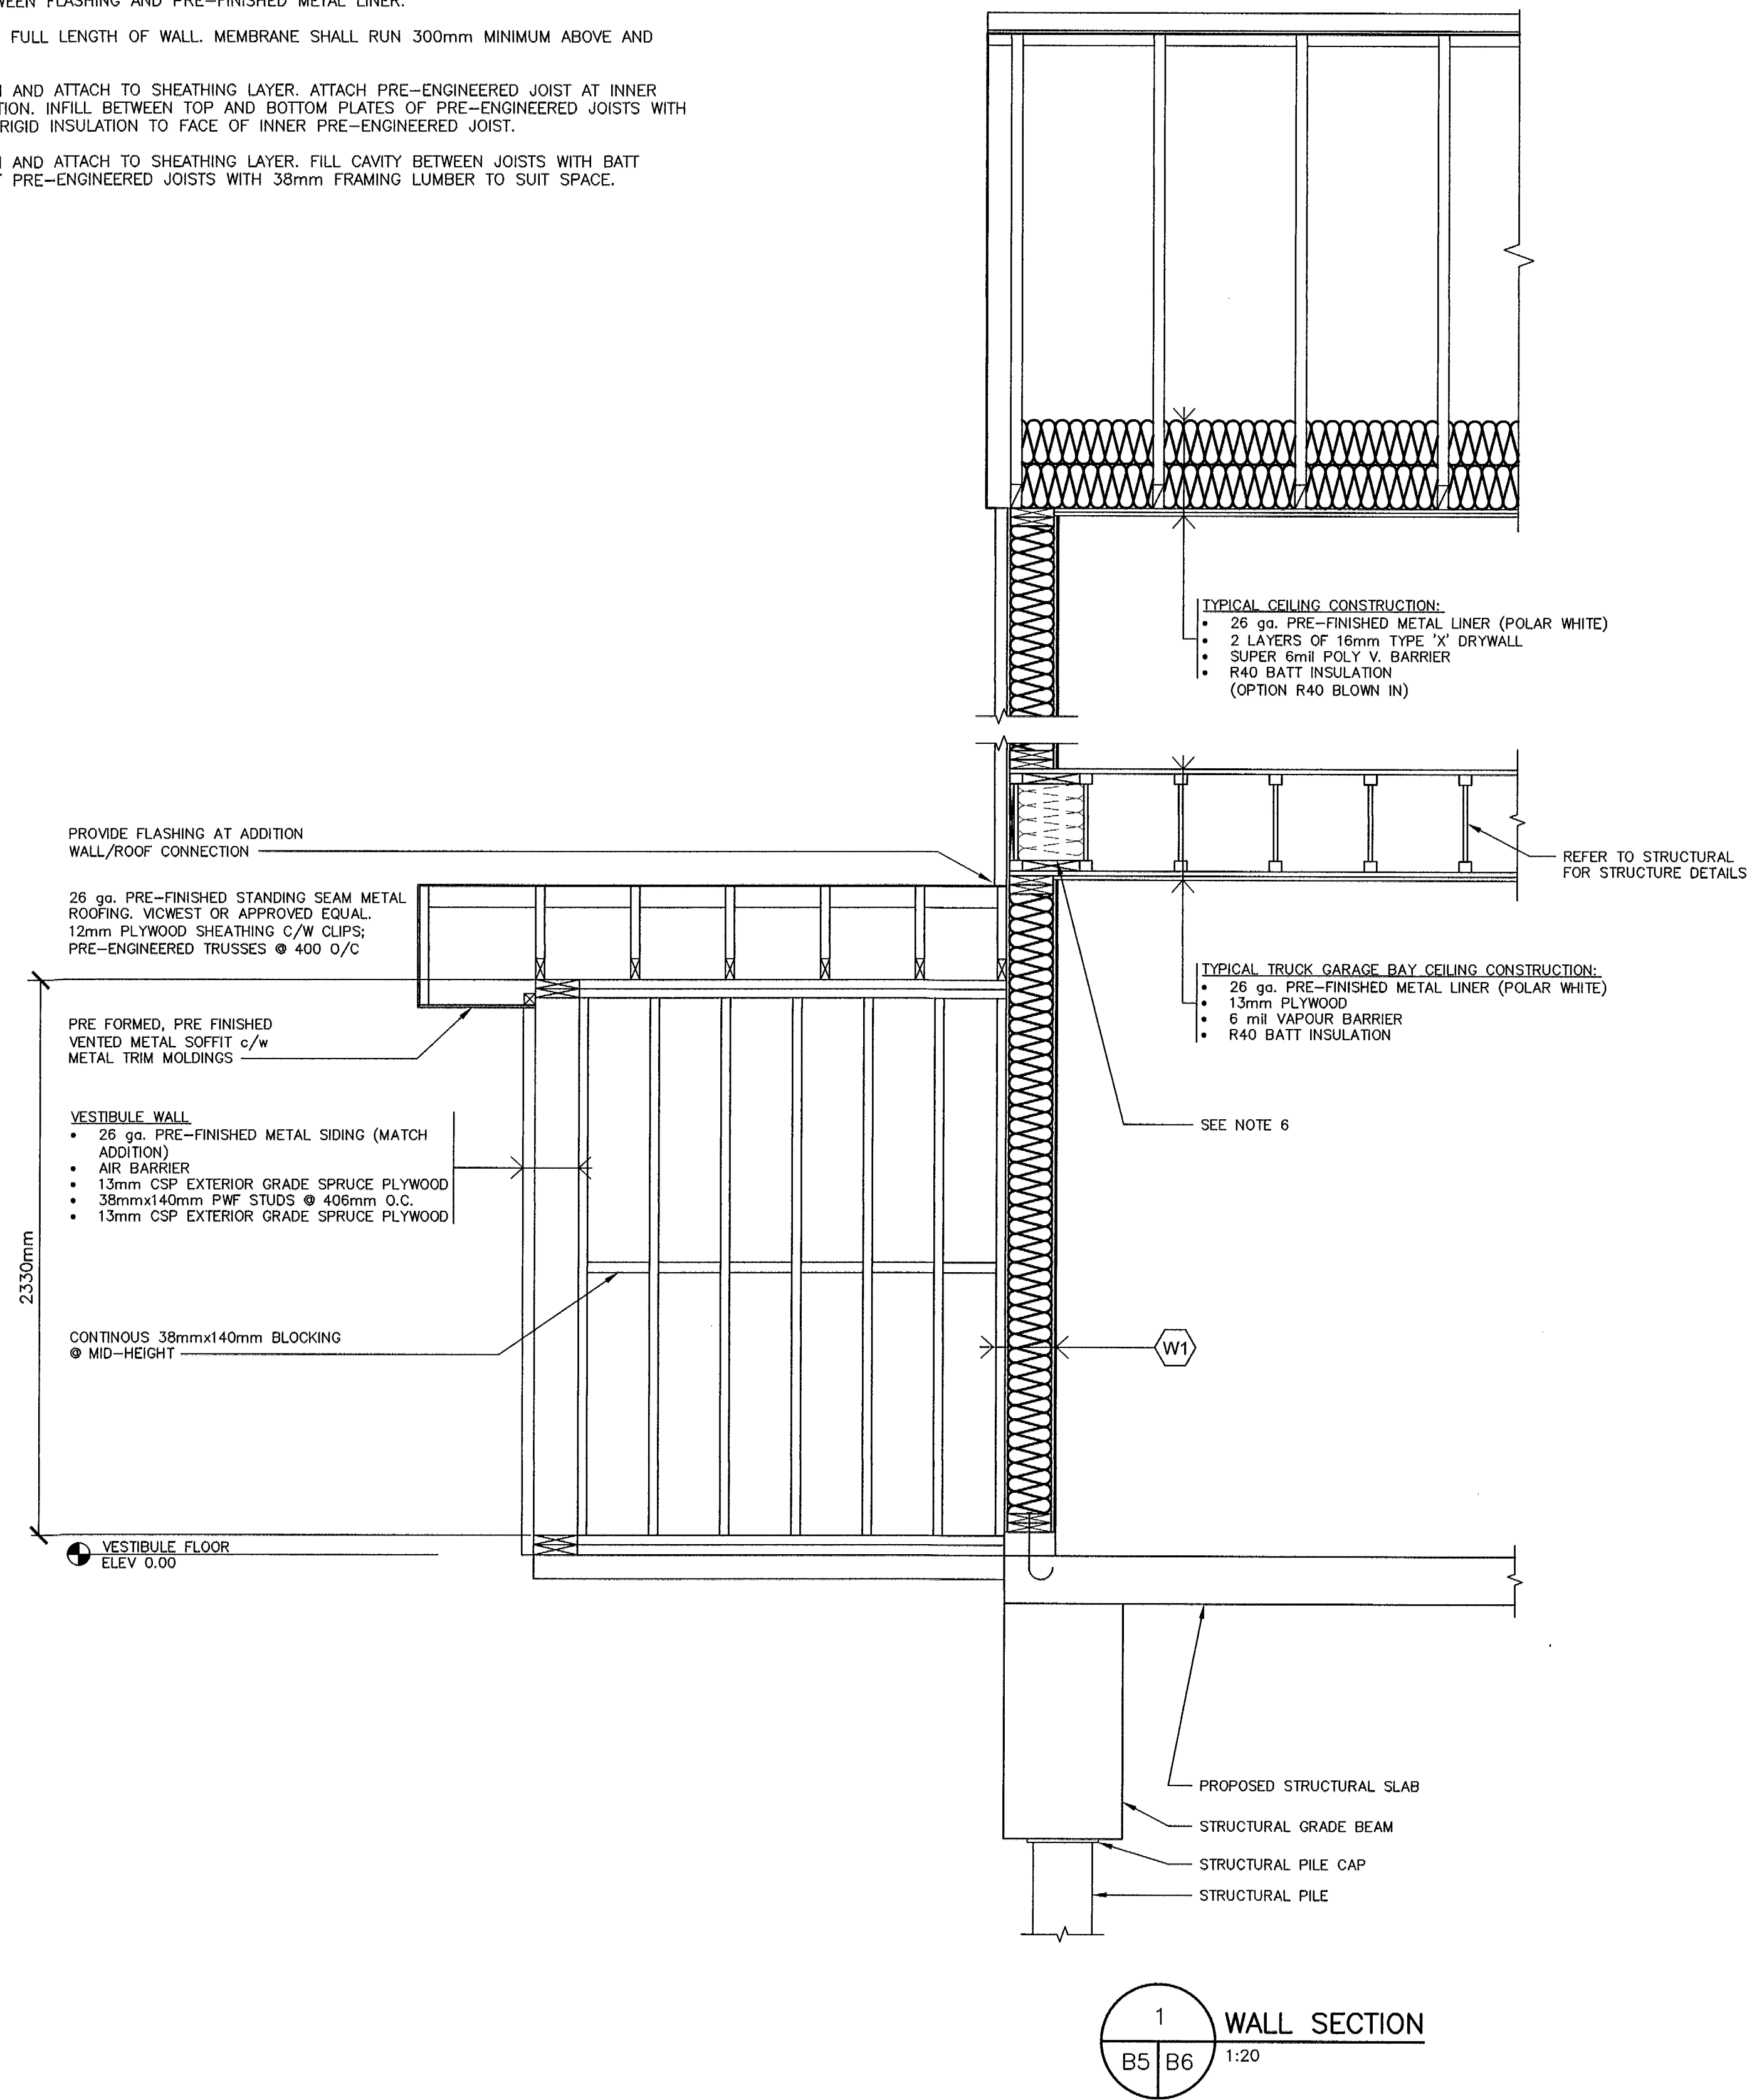 WEEN FLASHING AND PRE-FINISHED METAL LINER.
FULL LENGTH OF WALL. MEMBRANE SHALL RUN 300mm MINIMUM ABOVE AND
AND ATTACH TO SHEATHING LAYER. ATTACH PRE-ENGINEERED JOIST AT INNER
TION. INFILL BETWEEN TOP AND BOTTOM PLATES OF PRE-ENGINEERED JOISTS WITH
RIGID INSULATION TO FACE OF INNER PRE-ENGINEERED JOIST.
AND ATTACH TO SHEATHING LAYER. FILL CAVITY BETWEEN JOISTS WITH BATT
PRE-ENGINEERED JOISTS WITH 38mm FRAMING LUMBER TO SUIT SPACE.
TYPICAL CEILING CONSTRUCTION:
• 26 ga. PRE-FINISHED METAL LINER (POLAR WHITE)
• 2 LAYERS OF 16mm TYPE 'X' DRYWALL
• SUPER 6mil POLY V. BARRIER
• R40 BATT INSULATION
(OPTION R40 BLOWN IN)
PROVIDE FLASHING AT ADDITION
WALL/ROOF CONNECTION
REFER TO STRUCTURAL
FOR STRUCTURE DETAILS
26 ga. PRE-FINISHED STANDING SEAM METAL
ROOFING. VICWEST OR APPROVED EQUAL.
12mm PLYWOOD SHEATHING C/W CLIPS;
PRE-ENGINEERED TRUSSES @ 400 O/C
TYPICAL TRUCK GARAGE BAY CEILING CONSTRUCTION:
• 26 ga. PRE-FINISHED METAL LINER (POLAR WHITE)
• 13mm PLYWOOD
• 6 mil VAPOUR BARRIER
• R40 BATT INSULATION
PRE FORMED, PRE FINISHED
VENTED METAL SOFFIT c/w
METAL TRIM MOLDINGS
SEE NOTE 6
VESTIBULE WALL
• 26 ga. PRE-FINISHED METAL SIDING (MATCH
ADDITION)
• AIR BARRIER
• 13mm CSP EXTERIOR GRADE SPRUCE PLYWOOD
• 38mmx140mm PWF STUDS @ 406mm O.C.
• 13mm CSP EXTERIOR GRADE SPRUCE PLYWOOD
2330mm
CONTINOUS 38mmx140mm BLOCKING
@ MID-HEIGHT
W1
VESTIBULE FLOOR
ELEV 0.00
PROPOSED STRUCTURAL SLAB
STRUCTURAL GRADE BEAM
STRUCTURAL PILE CAP
STRUCTURAL PILE
1
WALL SECTION
B5 B6
1:20